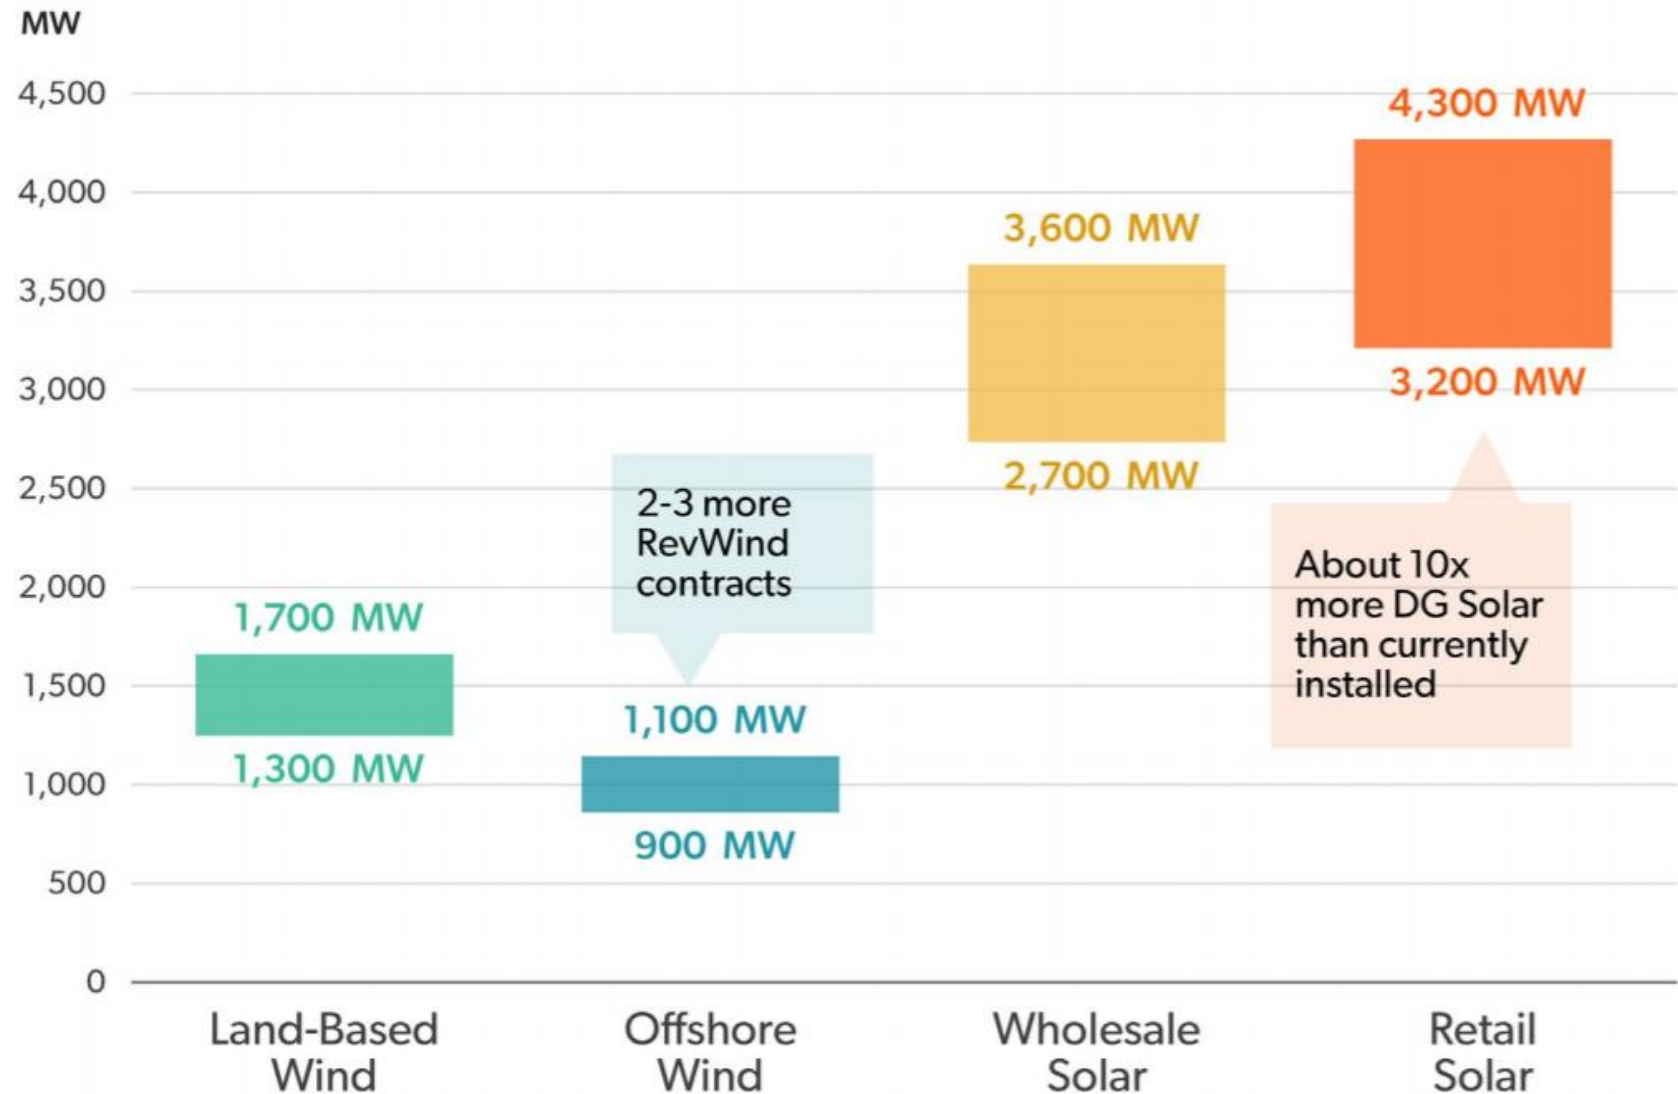 MW
4,500
4,000
3,500
3,000
2,500
2,000
1,500
1,000
500
0
1,700 MW
1,300 MW
2-3 more
RevWind
contracts
1,100 MW
900 MW
3,600 MW
2,700 MW
4,300 MW
3,200 MW
About 10x
more DG Solar
than currently
installed
Land-Based
Wind
Offshore
Wind
Wholesale
Solar
Retail
Solar